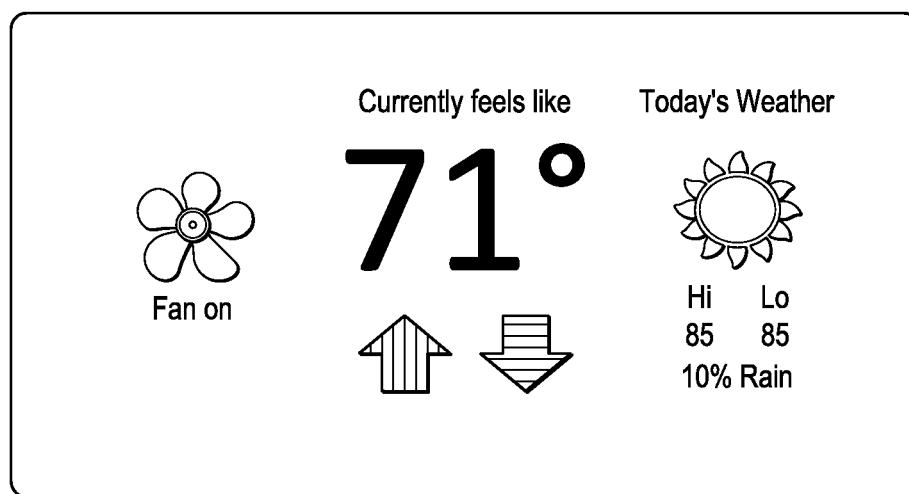 Currently feels like
71°
Fan on
Today's Weather
Hi Lo
85 85
10% Rain